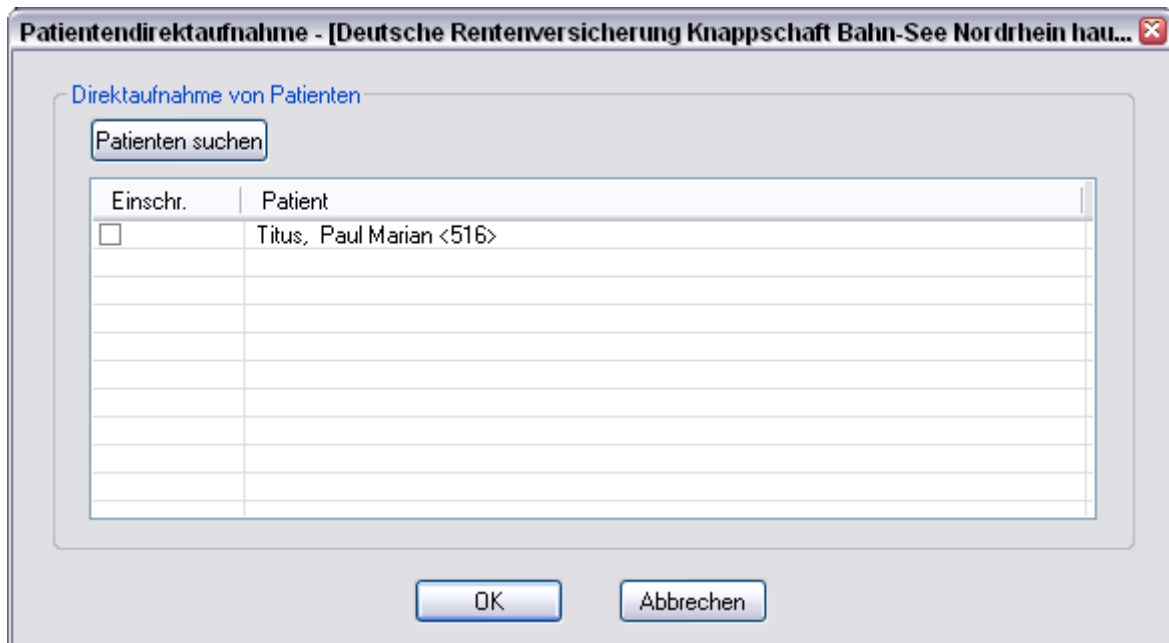 Patientendirektaufnahme - [Deutsche Rentenversicherung Knappschaft Bahn-See Nordrhein hau...
Direktaufnahme von Patienten
Patienten suchen
Einschr. Patient
Titus, Paul Marian <516>
OK Abbrechen